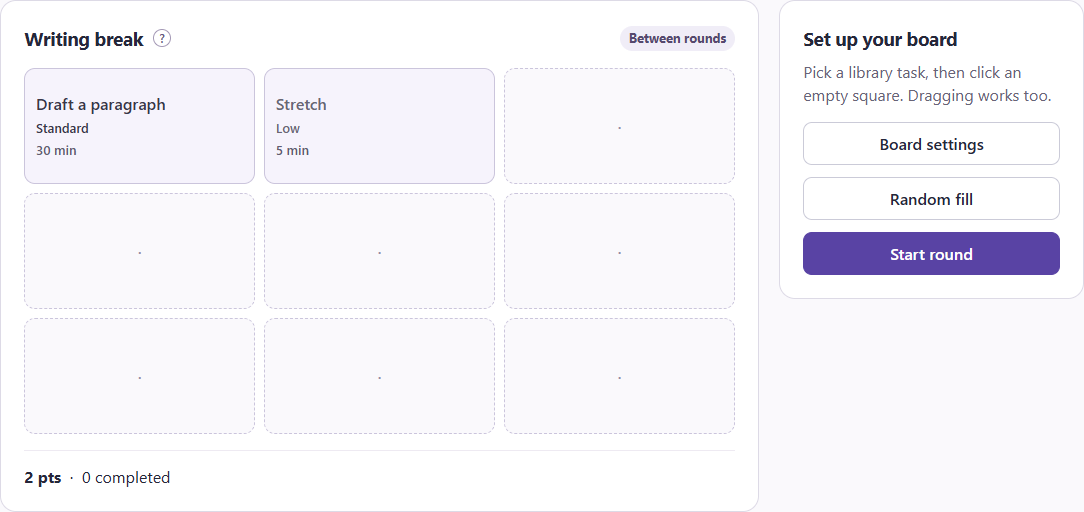 Writing break ?
Between rounds
Draft a paragraph
Standard
30 min
Stretch
Low
5 min
2 pts · 0 completed
Set up your board
Pick a library task, then click an
empty square. Dragging works too.
Board settings
Random fill
Start round